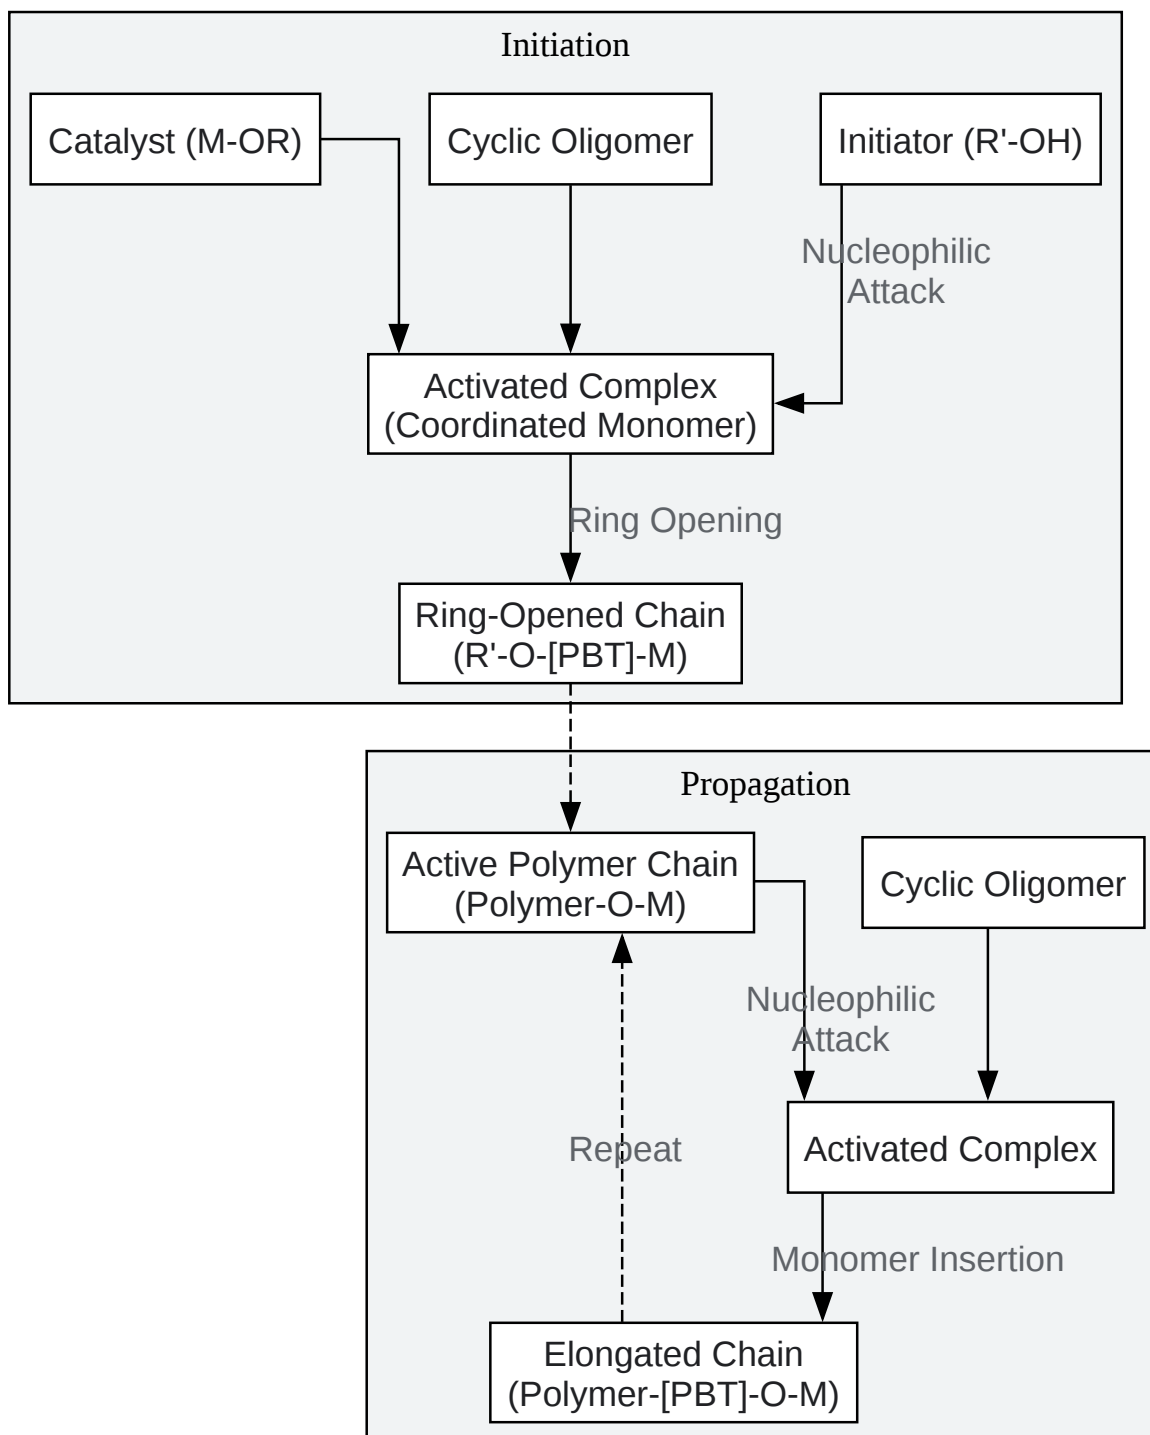 Initiation
Catalyst (M-OR)
Cyclic Oligomer
Initiator (R'-OH)
Nucleophilic
Attack
Activated Complex
(Coordinated Monomer)
Ring Opening
Ring-Opened Chain
(R'-O-[PBT]-M)
Propagation
Active Polymer Chain
(Polymer-O-M)
Cyclic Oligomer
Nucleophilic
Attack
Repeat
Activated Complex
Monomer Insertion
Elongated Chain
(Polymer-[PBT]-O-M)